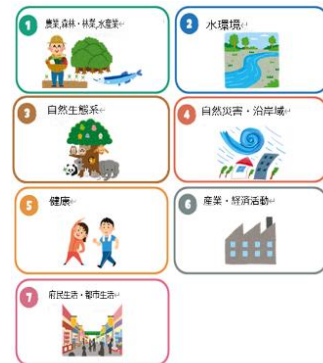 1 農業,森林・林業,水産業
2 水環境
3 自然生態系
4 自然災害・沿岸域
5 健康
6 産業・経済活動
7 府民生活・都市生活